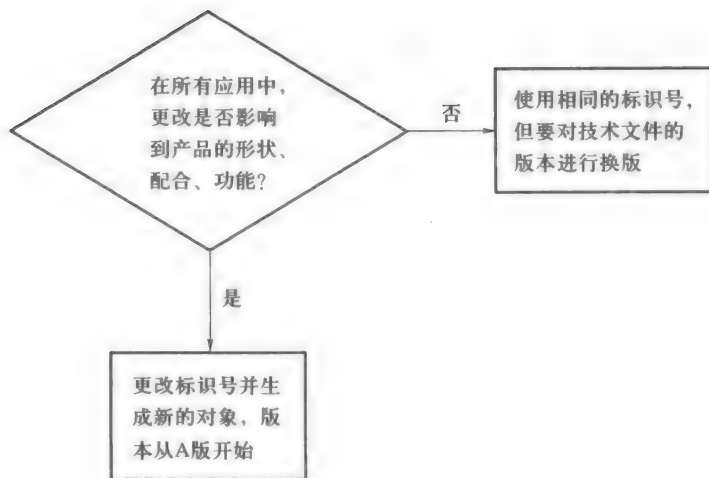 在所有应用中，
更改是否影响
到产品的形状、
配合、功能？
否
使用相同的标识号，
但要对技术文件的
版本进行换版
是
更改标识号并生
成新的对象，版
本从A版开始